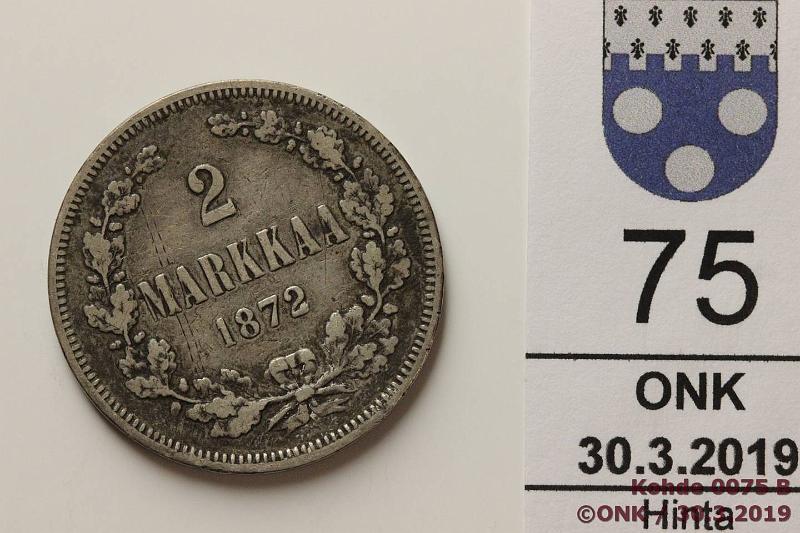 2
MARKKAA
1872
75
ONK
30.3.2019
Kohde 0075 B
Hinta
©ONK / 30.3.2019